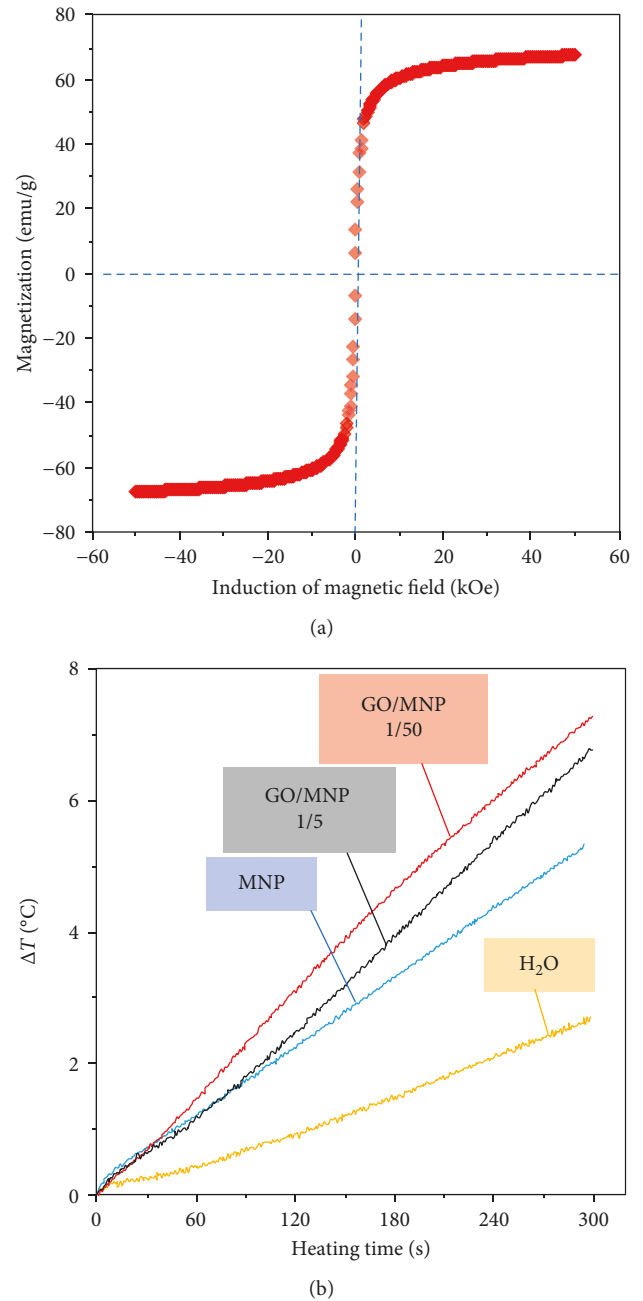 80
60
40
20
0
−20
−40
−60
−80
Magnetization (emu/g)
−60 −40 −20 0 20 40 60
Induction of magnetic field (kOe)
(a)
8
6
4
2
0
ΔT (°C)
GO/MNP
1/50
GO/MNP
1/5
MNP
H₂O
0 60 120 180 240 300
Heating time (s)
(b)